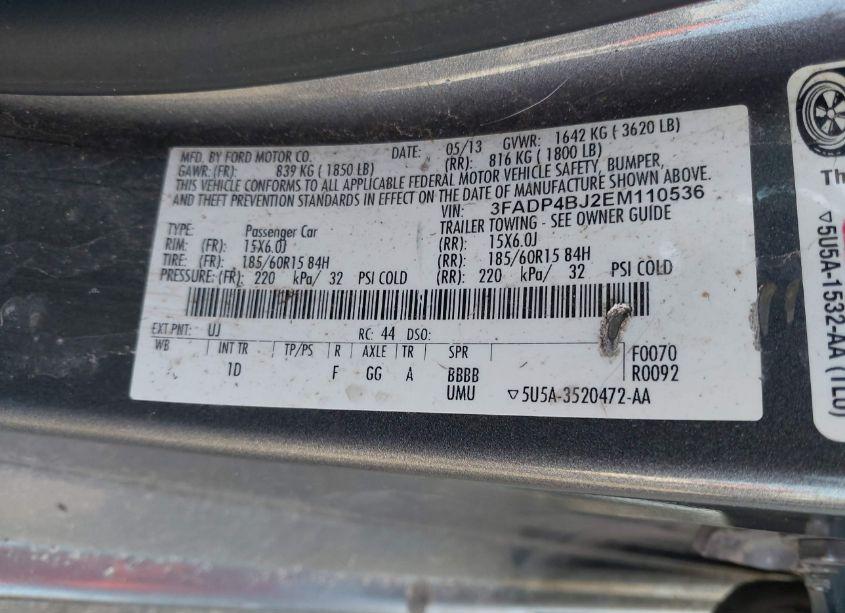 MFD. BY FORD MOTOR CO. DATE: 05/13 GVWR: 1642 KG (-3620 LB)
GAWR: (FR): 839 KG ( 1850 LB) (RR): 816 KG ( 1800 LB)
THIS VEHICLE CONFORMS TO ALL APPLICABLE FEDERAL MOTOR VEHICLE SAFETY, BUMPER,
AND THEFT PREVENTION STANDARDS IN EFFECT ON THE DATE OF MANUFACTURE SHOWN ABOVE.
VIN: 3FADP4BJ2EM110536
TYPE: Passenger Car TRAILER TOWING - SEE OWNER GUIDE
RIM: (FR): 15X6.0J (RR): 15X6.0J
TIRE: (FR): 185/60R15 84H (RR): 185/60R15 84H
PRESSURE: (FR): 220 kPa/ 32 PSI COLD (RR): 220 kPa/ 32 PSI COLD
EXT PNT: UJ RC: 44 DSO:
WB INT TR TP/PS R AXLE TR SPR F0070
1D F GG A BBBB R0092
UMU ▽5U5A-3520472-AA
Th
▽5U5A-1532-AA (TL0)